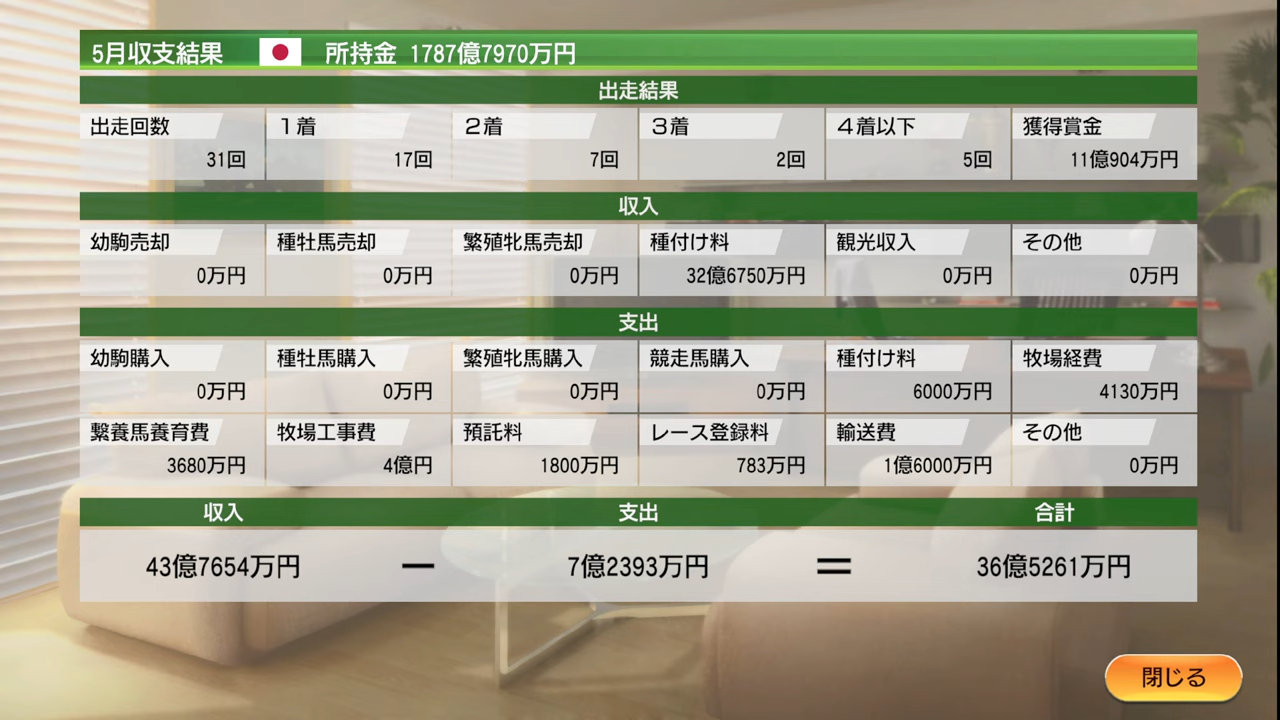 5月収支結果 所持金 1787億7970万円
出走結果
出走回数 １着 ２着 ３着 ４着以下 獲得賞金
31回 17回 7回 2回 5回 11億904万円
収入
幼駒売却 種牡馬売却 繁殖牝馬売却 種付け料 観光収入 その他
0万円 0万円 0万円 32億6750万円 0万円 0万円
支出
幼駒購入 種牡馬購入 繁殖牝馬購入 競走馬購入 種付け料 牧場経費
0万円 0万円 0万円 0万円 6000万円 4130万円
繋養馬養育費 牧場工事費 預託料 レース登録料 輸送費 その他
3680万円 4億円 1800万円 783万円 1億6000万円 0万円
収入 支出 合計
43億7654万円 － 7億2393万円 ＝ 36億5261万円
閉じる